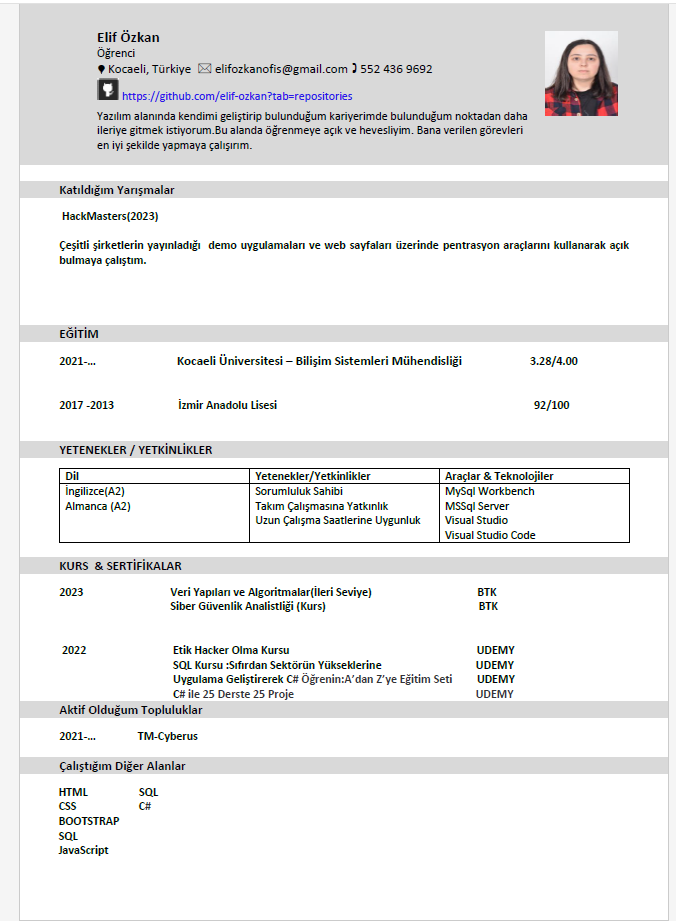 Elif Özkan
Öğrenci
Kocaeli, Türkiye elifozkanofis@gmail.com 552 436 9692
https://github.com/elif-ozkan?tab=repositories
Yazılım alanında kendimi geliştirip bulunduğum kariyerimde bulunduğum noktadan daha
ileriye gitmek istiyorum.Bu alanda öğrenmeye açık ve hevesliyim. Bana verilen görevleri
en iyi şekilde yapmaya çalışırım.
Katıldığım Yarışmalar
HackMasters(2023)
Çeşitli şirketlerin yayınladığı demo uygulamaları ve web sayfaları üzerinde pentrasyon araçlarını kullanarak açık
bulmaya çalıştım.
EĞİTİM
2021-... Kocaeli Üniversitesi – Bilişim Sistemleri Mühendisliği 3.28/4.00
2017 -2013 İzmir Anadolu Lisesi 92/100
YETENEKLER / YETKİNLİKLER
Dil Yetenekler/Yetkinlikler Araçlar & Teknolojiler
İngilizce(A2) Sorumluluk Sahibi MySql Workbench
Almanca (A2) Takım Çalışmasına Yatkınlık MSSql Server
Uzun Çalışma Saatlerine Uygunluk Visual Studio
Visual Studio Code
KURS & SERTİFİKALAR
2023 Veri Yapıları ve Algoritmalar(İleri Seviye) BTK
Siber Güvenlik Analistliği (Kurs) BTK
2022 Etik Hacker Olma Kursu UDEMY
SQL Kursu :Sıfırdan Sektörün Yükseklerine UDEMY
Uygulama Geliştirerek C# Öğrenin:A’dan Z’ye Eğitim Seti UDEMY
C# ile 25 Derste 25 Proje UDEMY
Aktif Olduğum Topluluklar
2021-... TM-Cyberus
Çalıştığım Diğer Alanlar
HTML SQL
CSS C#
BOOTSTRAP
SQL
JavaScript